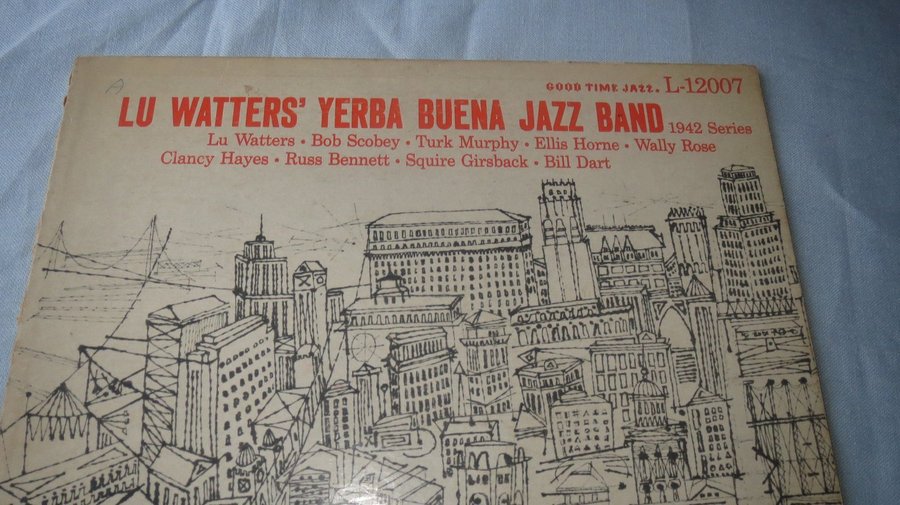 A
GOOD TIME JAZZ. L-12007
LU WATTERS' YERBA BUENA JAZZ BAND 1942 Series
Lu Watters • Bob Scobey • Turk Murphy • Ellis Horne • Wally Rose
Clancy Hayes • Russ Bennett • Squire Girsback • Bill Dart